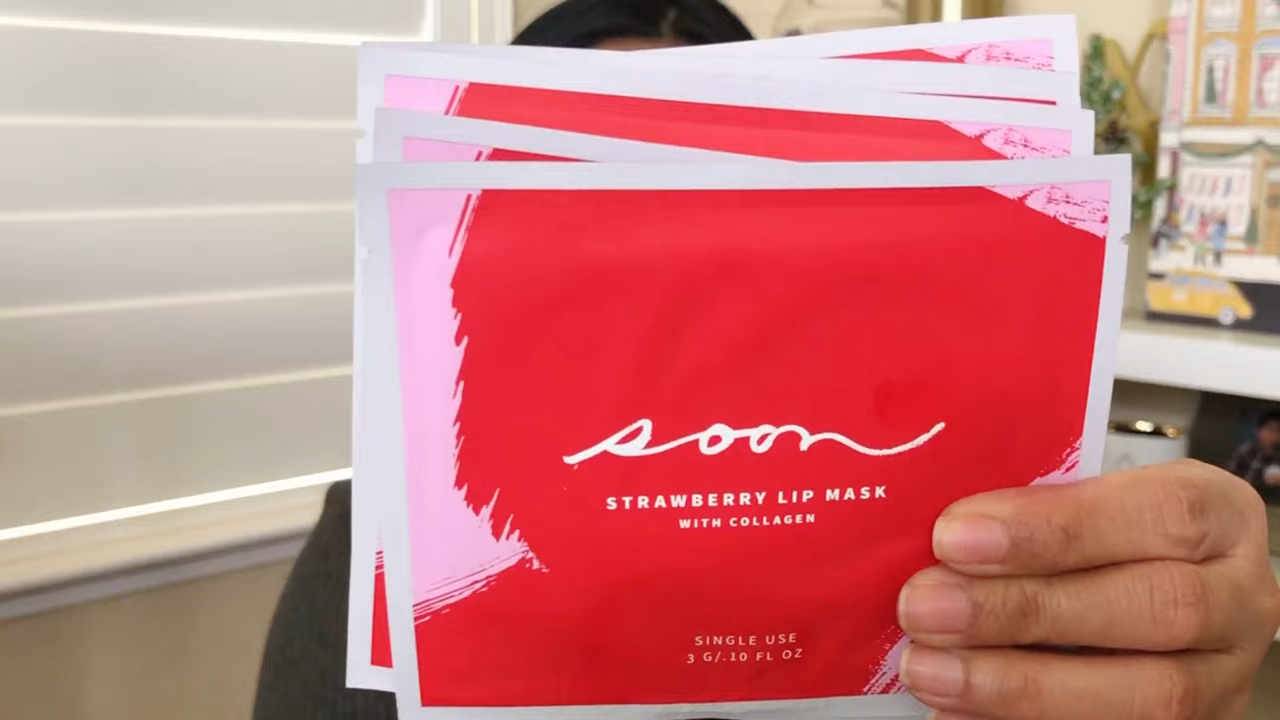 soon
STRAWBERRY LIP MASK
WITH COLLAGEN
SINGLE USE
3 G/.10 FL OZ